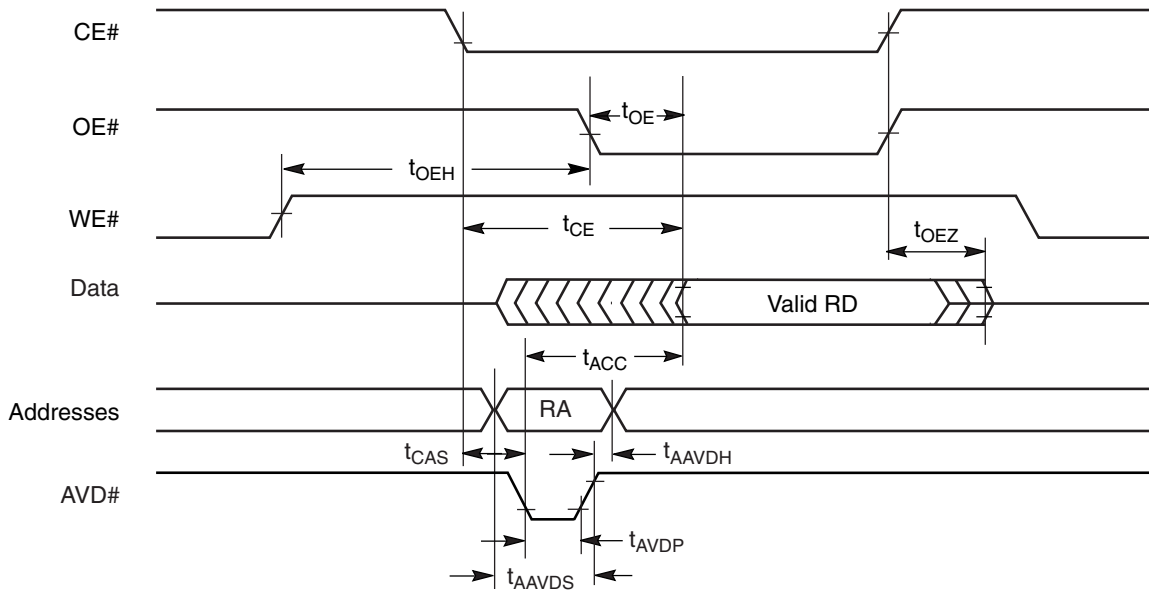 CE#
OE#
tOE
tOEH
WE#
tCE
tOEZ
Data
Valid RD
tACC
Addresses
RA
tCAS
tAAVDH
AVD#
tAVDP
tAAVDS